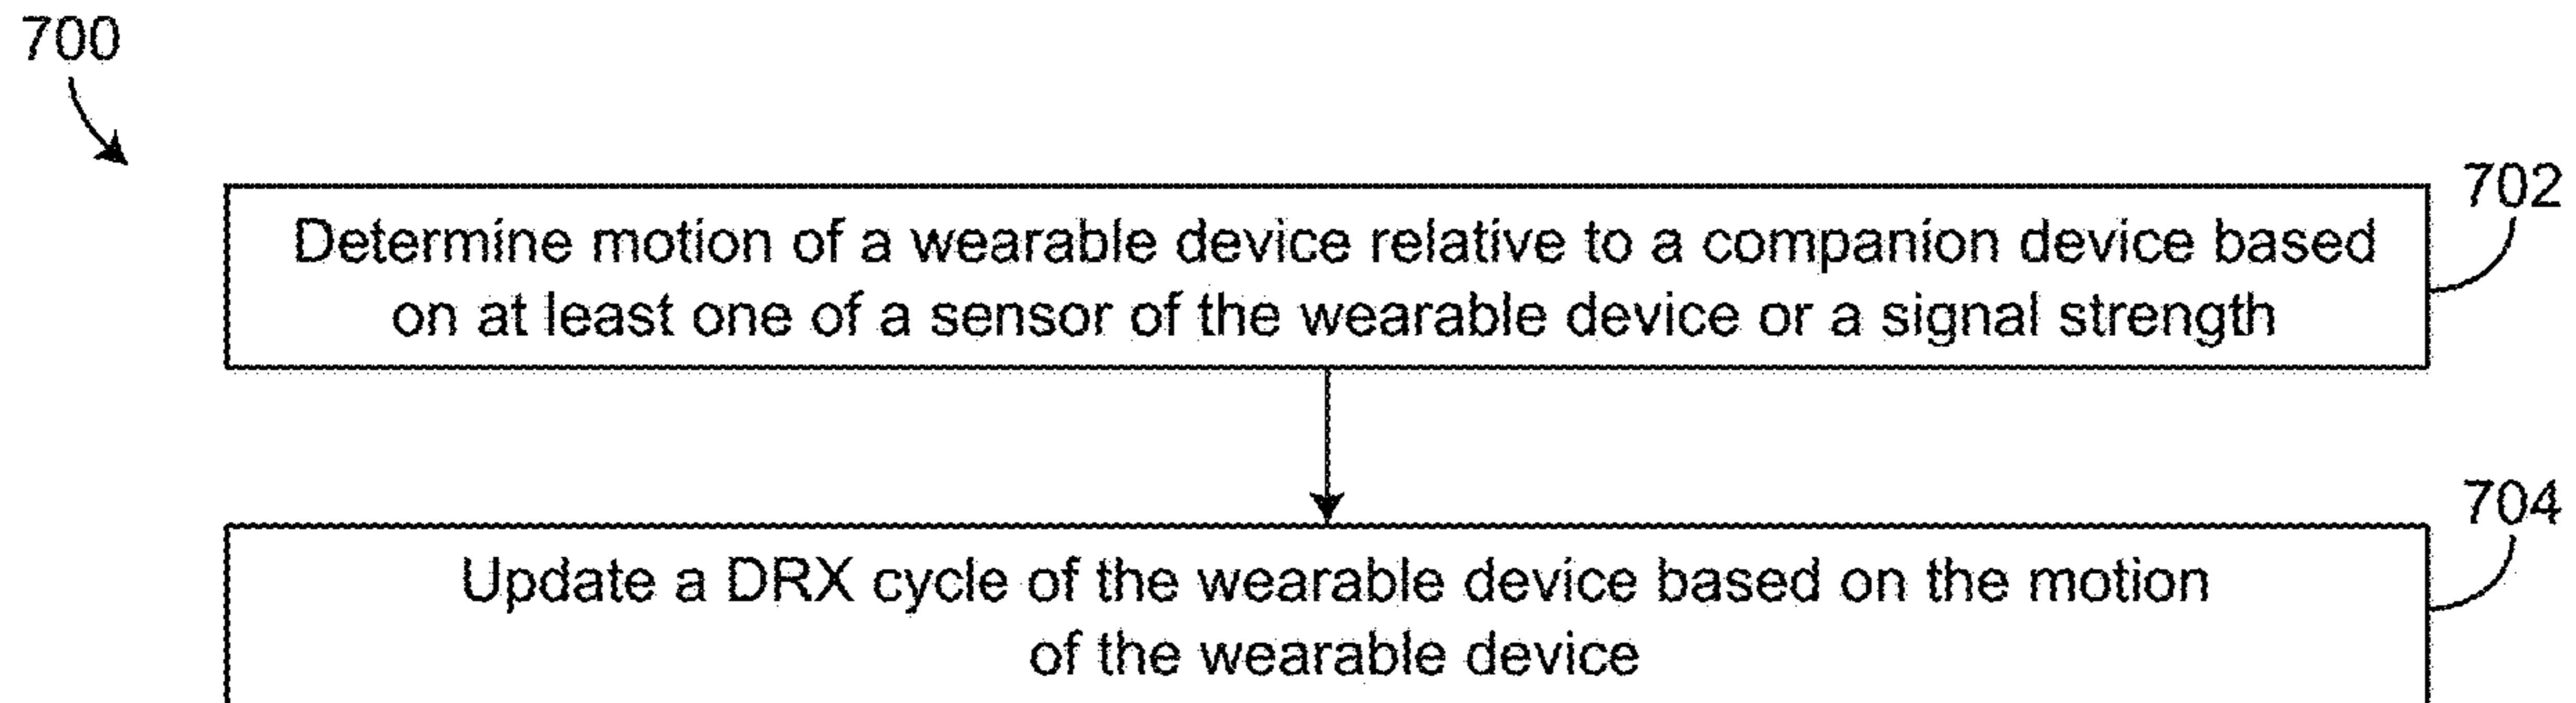 700
702
Determine motion of a wearable device relative to a companion device based
on at least one of a sensor of the wearable device or a signal strength
704
Update a DRX cycle of the wearable device based on the motion
of the wearable device